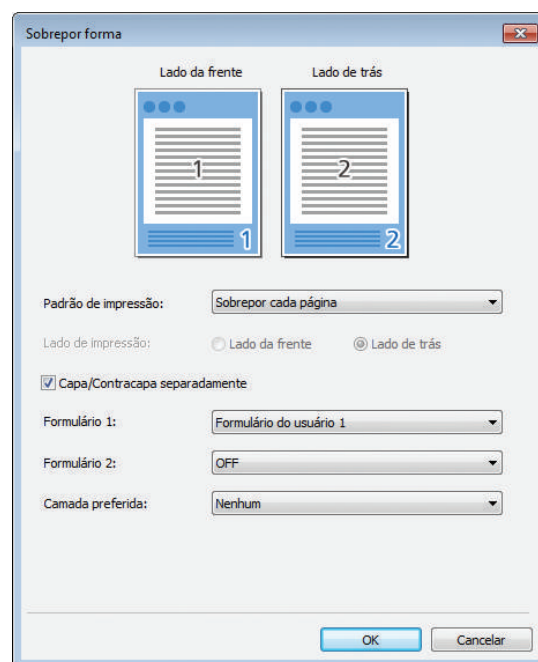 Sobrepor forma
Lado da frente Lado de trás
1 2
1 2
Padrão de impressão: Sobrepor cada página
Lado de impressão: Lado da frente Lado de trás
Capa/Contracapa separadamente
Formulário 1: Formulário do usuário 1
Formulário 2: OFF
Camada preferida: Nenhum
OK Cancelar